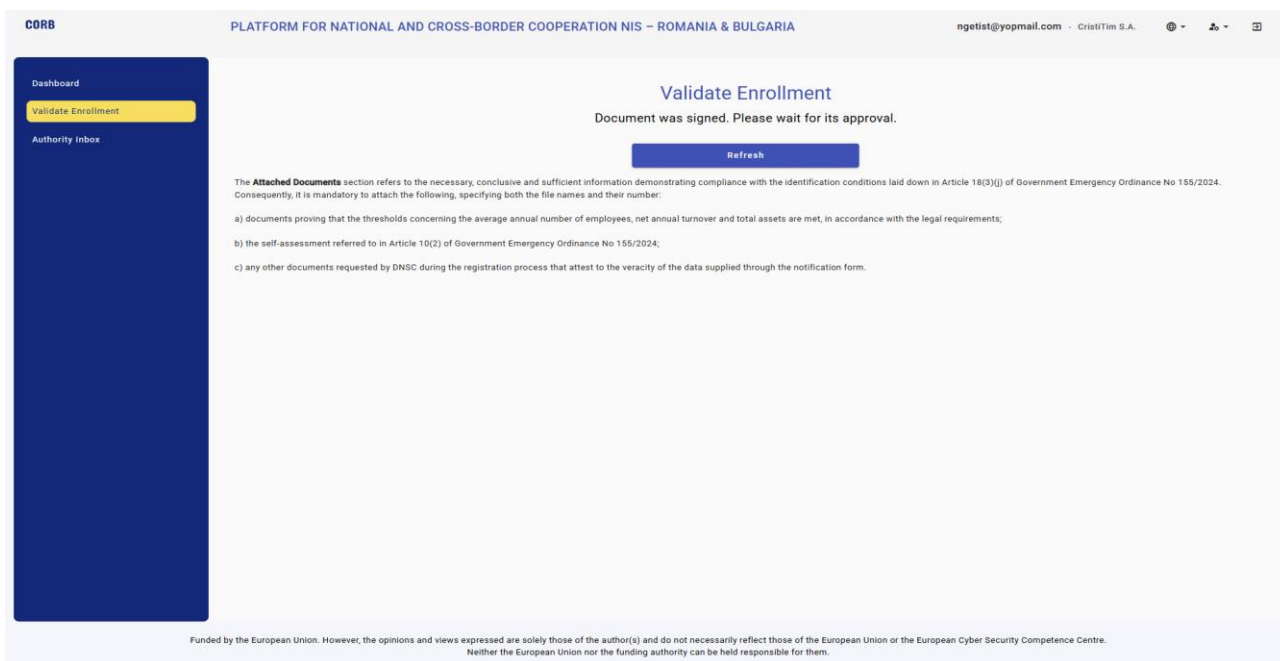 CORB
PLATFORM FOR NATIONAL AND CROSS-BORDER COOPERATION NIS – ROMANIA & BULGARIA
ngetist@yopmail.com · CristiTim S.A.
Dashboard
Validate Enrollment
Authority Inbox
Validate Enrollment
Document was signed. Please wait for its approval.
Refresh
The Attached Documents section refers to the necessary, conclusive and sufficient information demonstrating compliance with the identification conditions laid down in Article 18(3)(j) of Government Emergency Ordinance No 155/2024.
Consequently, it is mandatory to attach the following, specifying both the file names and their number:
a) documents proving that the thresholds concerning the average annual number of employees, net annual turnover and total assets are met, in accordance with the legal requirements;
b) the self-assessment referred to in Article 10(2) of Government Emergency Ordinance No 155/2024;
c) any other documents requested by DNSC during the registration process that attest to the veracity of the data supplied through the notification form.
Funded by the European Union. However, the opinions and views expressed are solely those of the author(s) and do not necessarily reflect those of the European Union or the European Cyber Security Competence Centre.
Neither the European Union nor the funding authority can be held responsible for them.